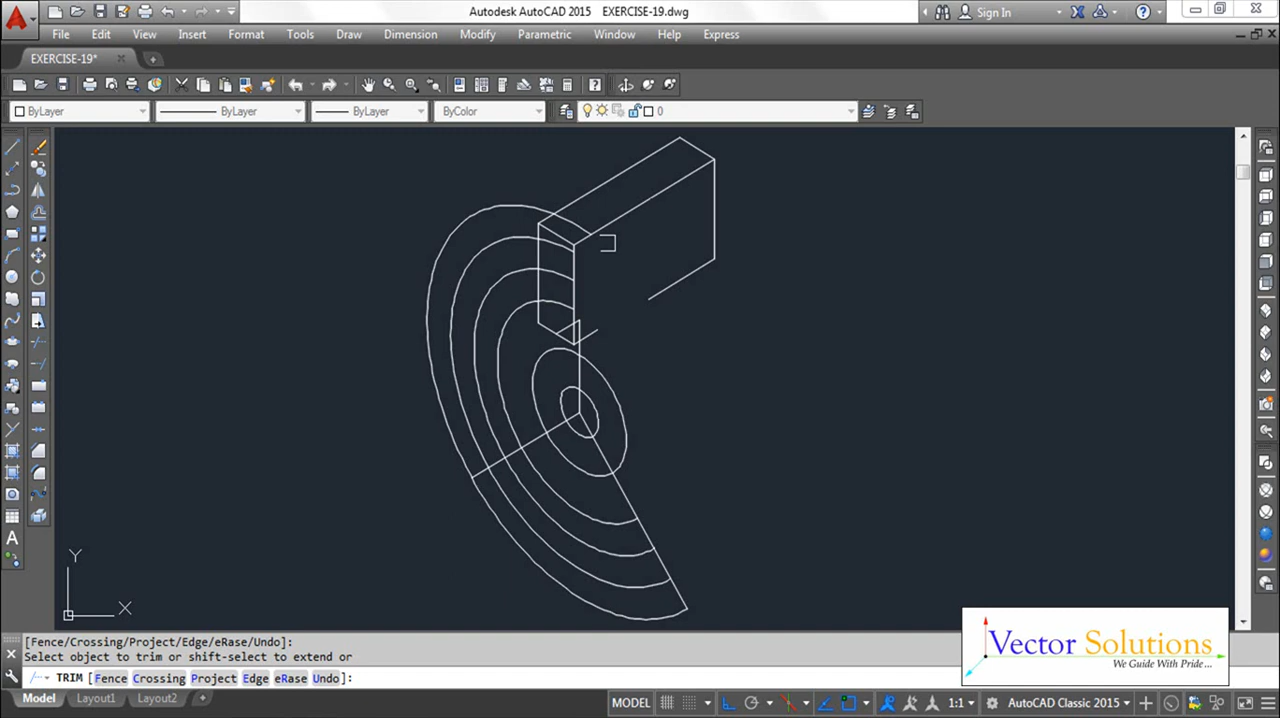 Autodesk AutoCAD 2015 EXERCISE-19.dwg
Sign In
File Edit View Insert Format Tools Draw Dimension Modify Parametric Window Help Express
EXERCISE-19*
ByLayer ByLayer ByLayer ByColor 0
Y
X
A
[Fence/Crossing/Project/Edge/eRase/Undo]:
Select object to trim or shift-select to extend or
TRIM [Fence Crossing Project Edge eRase Undo]:
Vector Solutions
We Guide With Pride ...
Model Layout1 Layout2 MODEL 1:1 AutoCAD Classic 2015